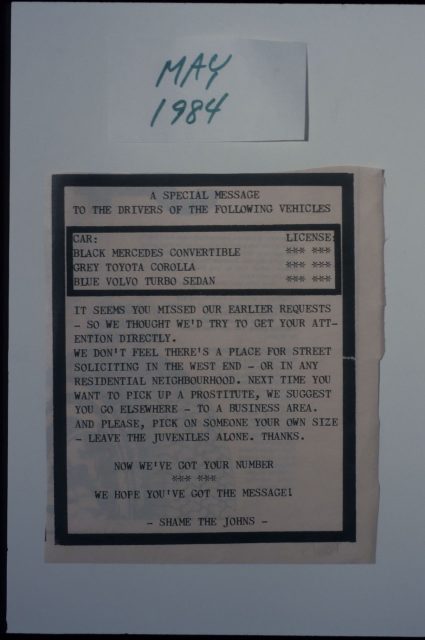 MAY
1984
A SPECIAL MESSAGE
TO THE DRIVERS OF THE FOLLOWING VEHICLES
CAR: LICENSE:
BLACK MERCEDES CONVERTIBLE *** ***
GREY TOYOTA COROLLA *** ***
BLUE VOLVO TURBO SEDAN *** ***
IT SEEMS YOU MISSED OUR EARLIER REQUESTS
- SO WE THOUGHT WE'D TRY TO GET YOUR ATT-
ENTION DIRECTLY.
WE DON'T FEEL THERE'S A PLACE FOR STREET
SOLICITING IN THE WEST END - OR IN ANY
RESIDENTIAL NEIGHBOURHOOD. NEXT TIME YOU
WANT TO PICK UP A PROSTITUTE, WE SUGGEST
YOU GO ELSEWHERE - TO A BUSINESS AREA.
AND PLEASE, PICK ON SOMEONE YOUR OWN SIZE
- LEAVE THE JUVENILES ALONE. THANKS.
NOW WE'VE GOT YOUR NUMBER
*** ***
WE HOPE YOU'VE GOT THE MESSAGE!
- SHAME THE JOHNS -